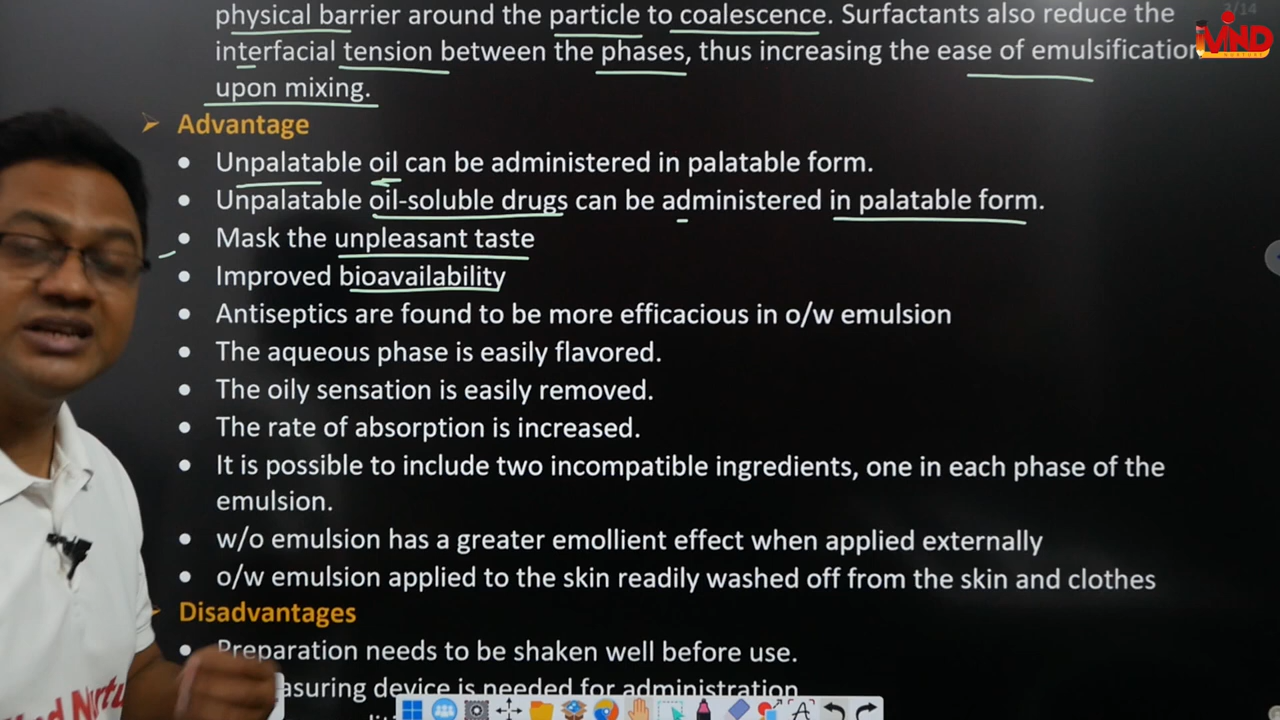 physical barrier around the particle to coalescence. Surfactants also reduce the
interfacial tension between the phases, thus increasing the ease of emulsification
upon mixing.
Advantage
Unpalatable oil can be administered in palatable form.
Unpalatable oil-soluble drugs can be administered in palatable form.
Mask the unpleasant taste
Improved bioavailability
Antiseptics are found to be more efficacious in o/w emulsion
The aqueous phase is easily flavored.
The oily sensation is easily removed.
The rate of absorption is increased.
It is possible to include two incompatible ingredients, one in each phase of the
emulsion.
w/o emulsion has a greater emollient effect when applied externally
o/w emulsion applied to the skin readily washed off from the skin and clothes
Disadvantages
Preparation needs to be shaken well before use.
asuring device is needed for administration